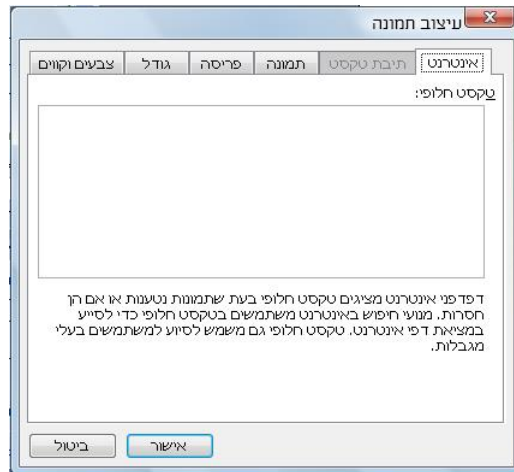 עיצוב תמונה
צבעים וקווים גודל פריסה תמונה תיבת טקסט אינטרנט
טקסט חלופי:
דפדפני אינטרנט מציגים טקסט חלופי בעת שתמונות נטענות או אם הן
חסרות. מנועי חיפוש באינטרנט משתמשים בטקסט חלופי כדי לסייע
במציאת דפי אינטרנט. טקסט חלופי גם משמש לסיוע למשתמשים בעלי
מגבלות.
אישור ביטול